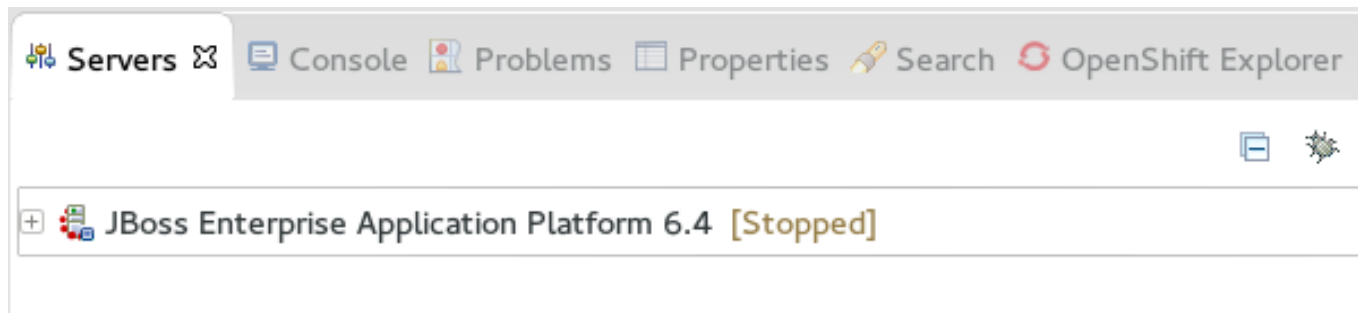 Servers Console Problems Properties Search OpenShift Explorer
JBoss Enterprise Application Platform 6.4 [Stopped]